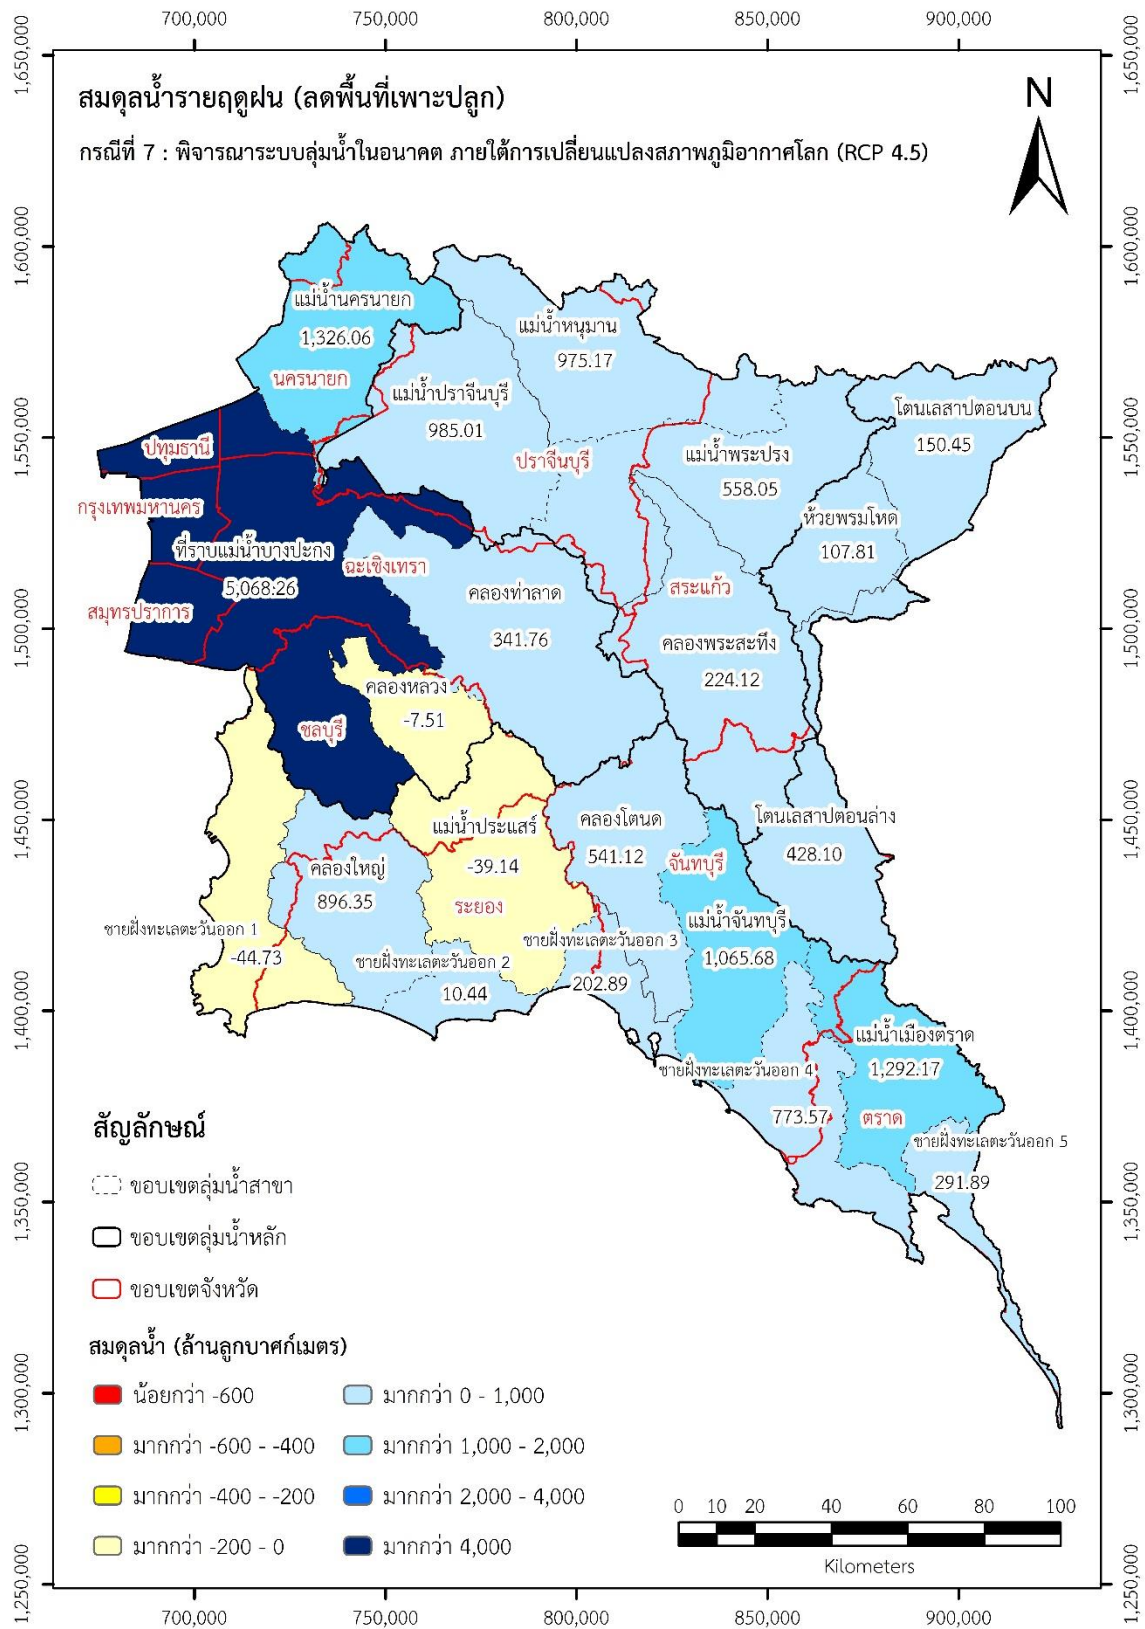 700,000 750,000 800,000 850,000 900,000
1,650,000 1,650,000
สมดุลน้ำรายฤดูฝน (ลดพื้นที่เพาะปลูก)
N
กรณีที่ 7 : พิจารณาระบบลุ่มน้ำในอนาคต ภายใต้การเปลี่ยนแปลงสภาพภูมิอากาศโลก (RCP 4.5)
1,600,000 1,600,000
แม่น้ำนครนายก
1,326.06
นครนายก
แม่น้ำหนุมาน
975.17
แม่น้ำปราจีนบุรี
985.01
โตนเลสาปตอนบน
150.45
1,550,000 1,550,000
ปทุมธานี
ปราจีนบุรี
แม่น้ำพระปรง
558.05
กรุงเทพมหานคร
ห้วยพรมโหด
107.81
ที่ราบแม่น้ำบางปะกง
5,068.26
ฉะเชิงเทรา
สมุทรปราการ
คลองท่าลาด
341.76
สระแก้ว
1,500,000 1,500,000
คลองพระสะทึง
224.12
คลองหลวง
-7.51
ชลบุรี
1,450,000 1,450,000
แม่น้ำประแสร์
-39.14
คลองโตนด
541.12
โตนเลสาปตอนล่าง
428.10
จันทบุรี
คลองใหญ่
896.35
ระยอง
แม่น้ำจันทบุรี
1,065.68
ชายฝั่งทะเลตะวันออก 1
-44.73
ชายฝั่งทะเลตะวันออก 3
202.89
ชายฝั่งทะเลตะวันออก 2
10.44
1,400,000 1,400,000
แม่น้ำเมืองตราด
1,292.17
ชายฝั่งทะเลตะวันออก 4
773.57
ตราด
ชายฝั่งทะเลตะวันออก 5
291.89
1,350,000 1,350,000
สัญลักษณ์
ขอบเขตลุ่มน้ำสาขา
ขอบเขตลุ่มน้ำหลัก
ขอบเขตจังหวัด
สมดุลน้ำ (ล้านลูกบาศก์เมตร)
1,300,000 1,300,000
น้อยกว่า -600 มากกว่า 0 - 1,000
มากกว่า -600 - -400 มากกว่า 1,000 - 2,000
มากกว่า -400 - -200 มากกว่า 2,000 - 4,000
มากกว่า -200 - 0 มากกว่า 4,000
0 10 20 40 60 80 100
Kilometers
1,250,000 1,250,000
700,000 750,000 800,000 850,000 900,000